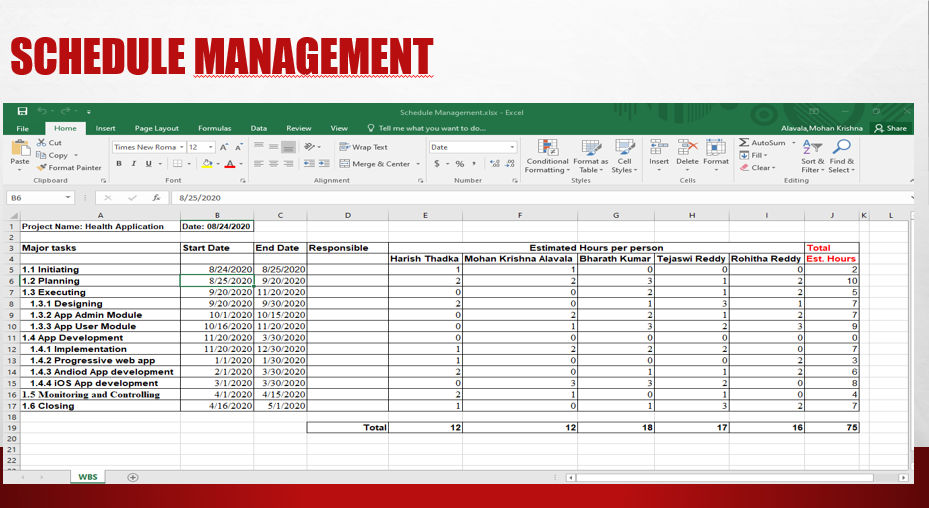 SCHEDULE MANAGEMENT
Schedule Management.xlsx - Excel
File Home Insert Page Layout Formulas Data Review View Tell me what you want to do... Alavala,Mohan Krishna Share
Paste Cut Copy Format Painter
Times New Roma 12
B I U A
Wrap Text
Merge & Center
Date
$ % ,
Conditional Formatting Format as Table Cell Styles
Insert Delete Format
AutoSum Fill Clear
Sort & Filter Find & Select
Clipboard Font Alignment Number Styles Cells Editing
B6 fx 8/25/2020
A B C D E F G H I J K L
1 Project Name: Health Application Date: 08/24/2020
2
3 Major tasks Start Date End Date Responsible Estimated Hours per person Total
4 Harish Thadka Mohan Krishna Alavala Bharath Kumar Tejaswi Reddy Rohitha Reddy Est. Hours
5 1.1 Initiating 8/24/2020 8/25/2020 1 1 0 0 0 2
6 1.2 Planning 8/25/2020 9/20/2020 2 2 3 1 2 10
7 1.3 Executing 9/20/2020 11/20/2020 0 0 2 1 2 5
8 1.3.1 Designing 9/20/2020 9/30/2020 2 0 1 3 1 7
9 1.3.2 App Admin Module 10/1/2020 10/15/2020 0 2 2 1 2 7
10 1.3.3 App User Module 10/16/2020 11/20/2020 0 1 3 2 3 9
11 1.4 App Development 11/20/2020 3/30/2020 0 0 0 0 0 0
12 1.4.1 Implementation 11/20/2020 12/30/2020 1 2 2 2 0 7
13 1.4.2 Progressive web app 1/1/2020 1/30/2020 1 0 0 0 2 3
14 1.4.3 Andiod App development 2/1/2020 3/30/2020 2 0 1 1 2 6
15 1.4.4 iOS App development 3/1/2020 3/30/2020 0 3 3 2 0 8
16 1.5 Monitoring and Controlling 4/1/2020 4/15/2020 2 1 0 1 0 4
17 1.6 Closing 4/16/2020 5/1/2020 1 0 1 3 2 7
18
19 Total 12 12 18 17 16 75
20
21
22
WBS